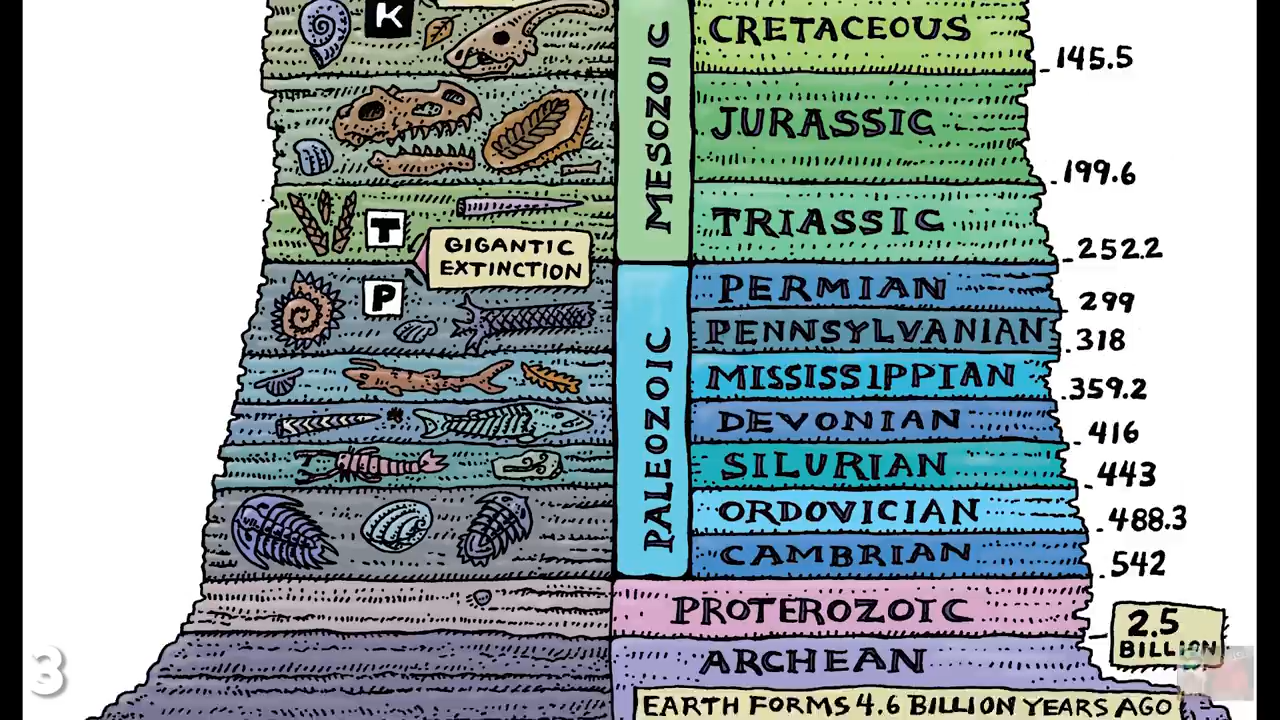 K
CRETACEOUS
145.5
MESOZOIC
JURASSIC
199.6
TRIASSIC
T
GIGANTIC
EXTINCTION
252.2
P
PERMIAN
299
PENNSYLVANIAN
318
PALEOZOIC
MISSISSIPPIAN
359.2
DEVONIAN
416
SILURIAN
443
ORDOVICIAN
488.3
CAMBRIAN
542
PROTEROZOIC
2.5
BILLION
ARCHEAN
3
EARTH FORMS 4.6 BILLION YEARS AGO